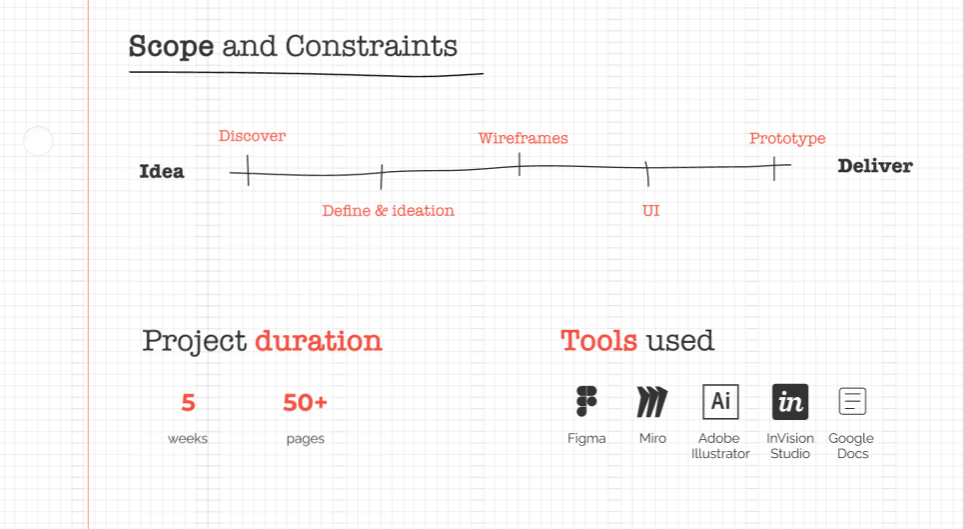 Scope and Constraints
Discover
Wireframes
Prototype
Idea
Deliver
Define & ideation
UI
Project duration
Tools used
5
50+
weeks
pages
Ai
in
Figma
Miro
Adobe
Illustrator
InVision
Studio
Google
Docs